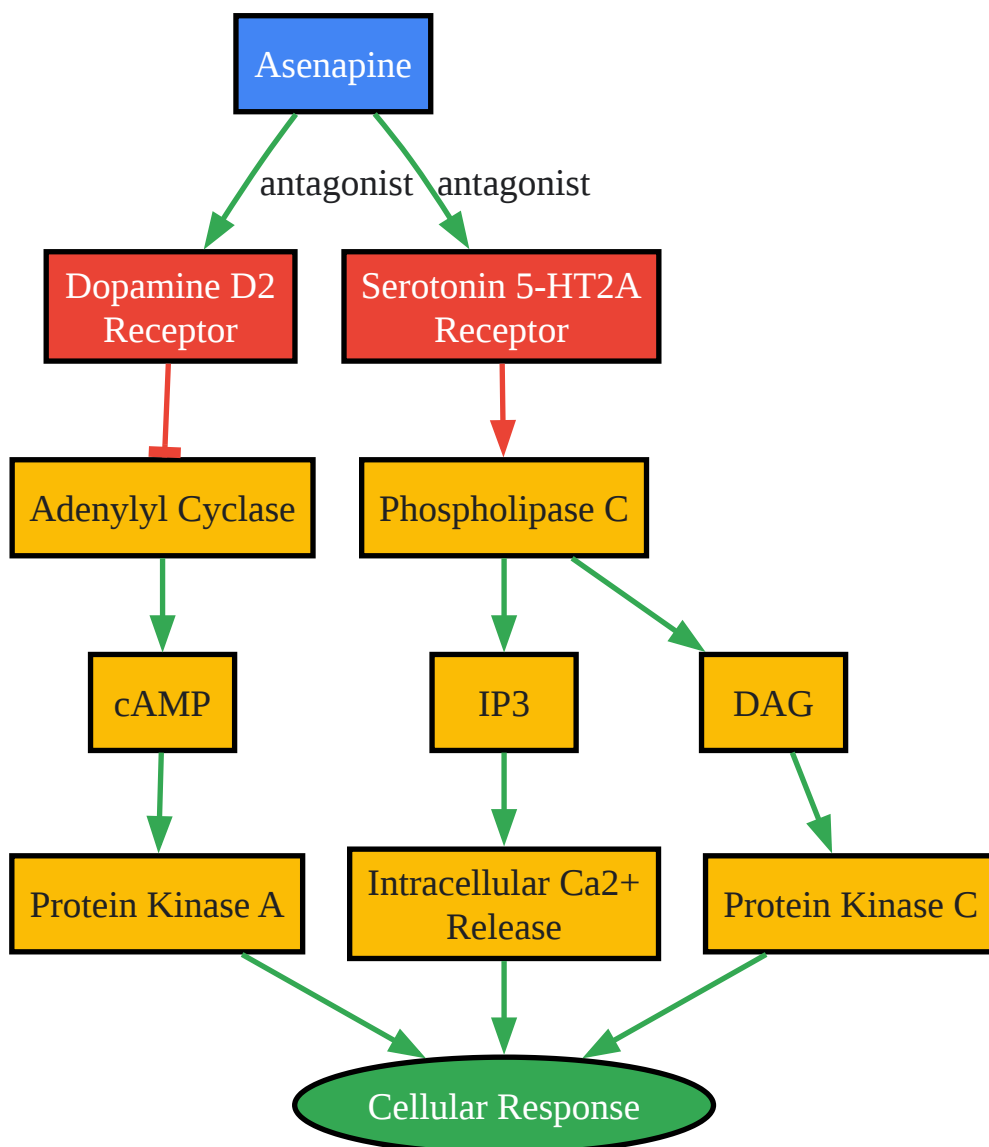 Asenapine
antagonist
antagonist
Dopamine D2
Receptor
Serotonin 5-HT2A
Receptor
Adenylyl Cyclase
Phospholipase C
cAMP
IP3
DAG
Protein Kinase A
Intracellular Ca2+
Release
Protein Kinase C
Cellular Response